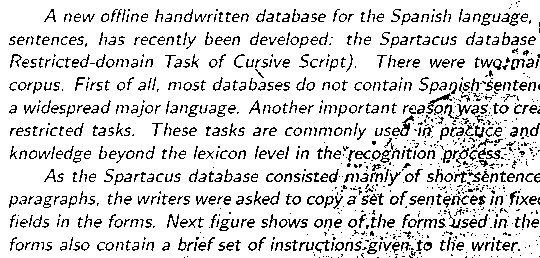 A new offline handwritten database for the Spanish language,
sentences, has recently been developed: the Spartacus database
Restricted-domain Task of Cursive Script). There were two mai
corpus. First of all, most databases do not contain Spanish senten
a widespread major language. Another important reason was to crea
restricted tasks. These tasks are commonly used in practice and
knowledge beyond the lexicon level in the recognition process.
As the Spartacus database consisted mainly of short sentence
paragraphs, the writers were asked to copy a set of sentences in fixe
fields in the forms. Next figure shows one of the forms used in the
forms also contain a brief set of instructions given to the writer.